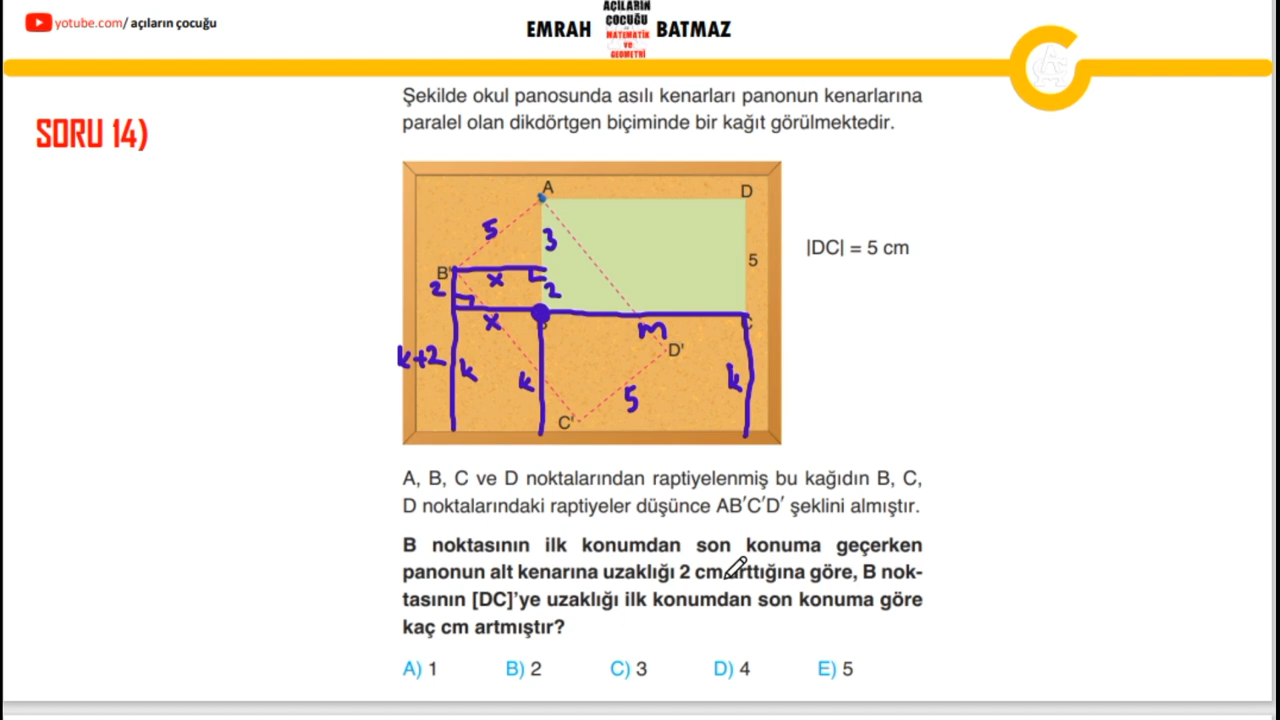 yotube.com/ açıların çocuğu
EMRAH
AÇILARIN
ÇOCUĞU
MATEMATİK
ve
GEOMETRİ
BATMAZ
SORU 14)
Şekilde okul panosunda asılı kenarları panonun kenarlarına
paralel olan dikdörtgen biçiminde bir kağıt görülmektedir.
A
D
5
3
B'
x
2
2
5
|DC| = 5 cm
x
B
m
C
D'
k+2
k
k
k
5
C'
A, B, C ve D noktalarından raptiyelenmiş bu kağıdın B, C,
D noktalarındaki raptiyeler düşünce AB'C'D' şeklini almıştır.
B noktasının ilk konumdan son konuma geçerken
panonun alt kenarına uzaklığı 2 cm arttığına göre, B nok-
tasının [DC]'ye uzaklığı ilk konumdan son konuma göre
kaç cm artmıştır?
A) 1 B) 2 C) 3 D) 4 E) 5